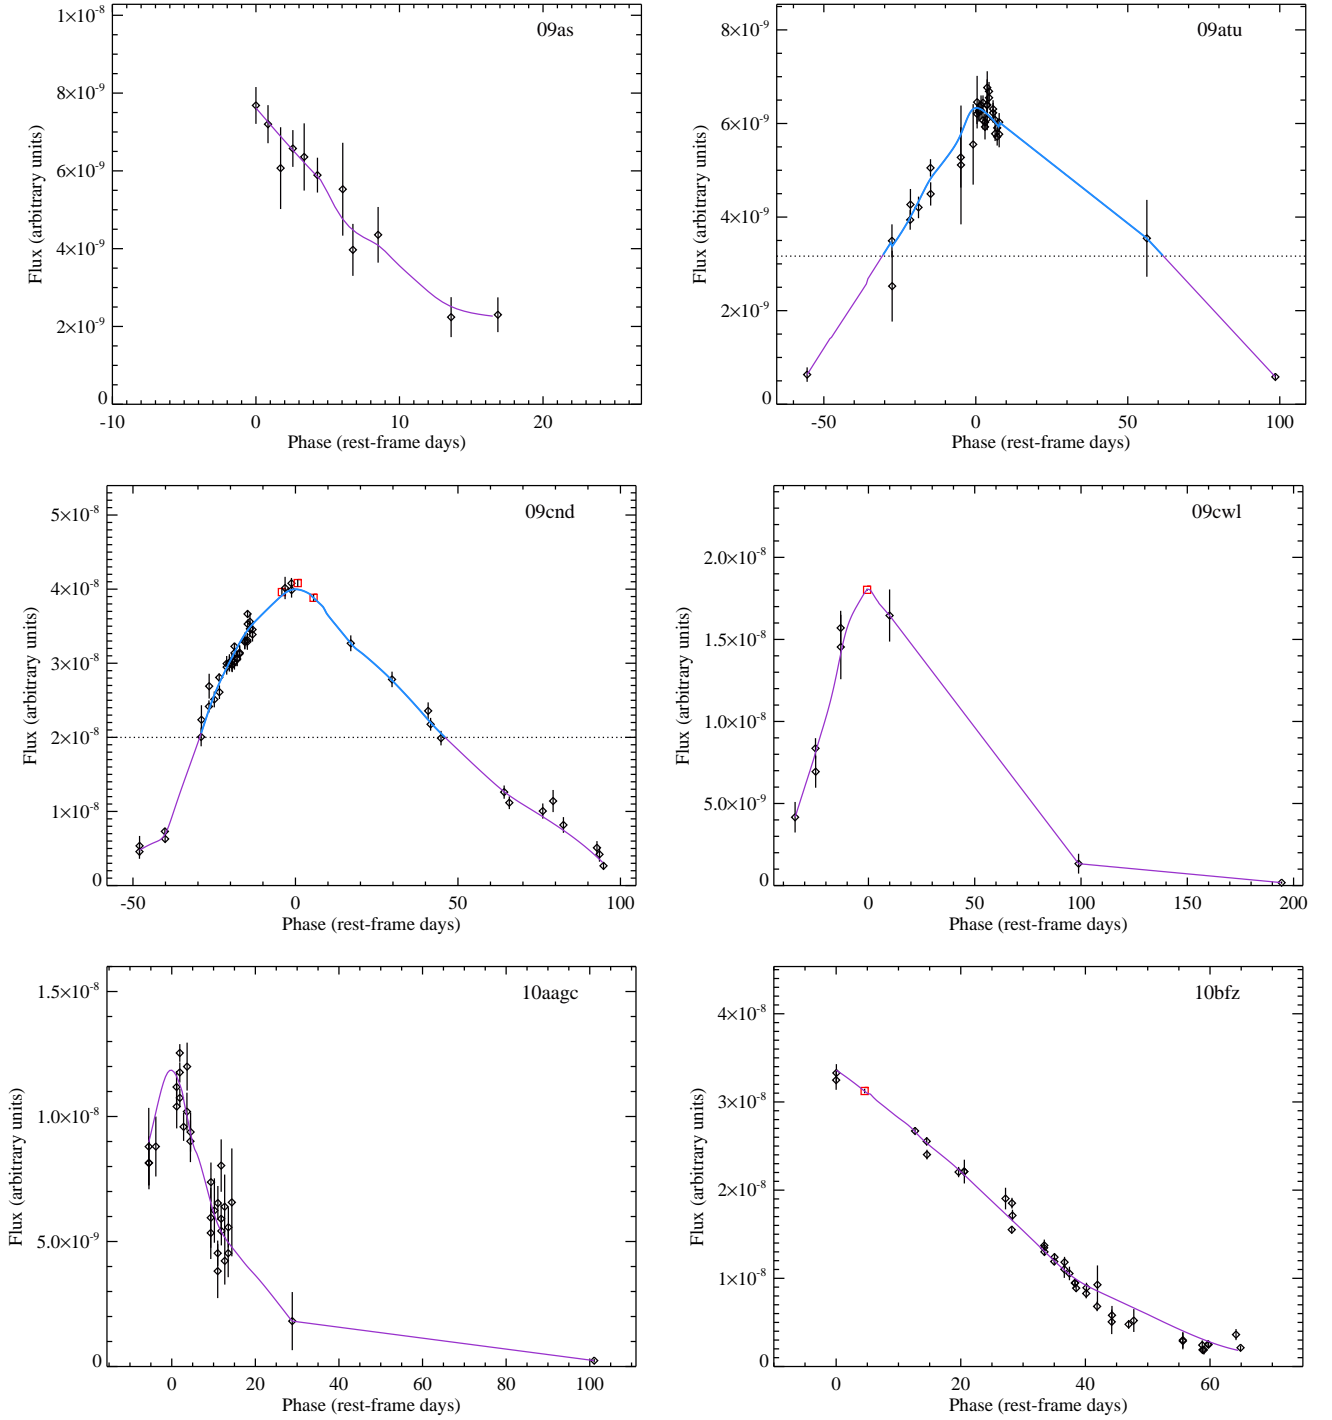 09as
1×10⁻⁸
8×10⁻⁹
6×10⁻⁹
4×10⁻⁹
2×10⁻⁹
0
Flux (arbitrary units)
-10 0 10 20
Phase (rest-frame days)
09atu
8×10⁻⁹
6×10⁻⁹
4×10⁻⁹
2×10⁻⁹
0
Flux (arbitrary units)
-50 0 50 100
Phase (rest-frame days)
09cnd
5×10⁻⁸
4×10⁻⁸
3×10⁻⁸
2×10⁻⁸
1×10⁻⁸
0
Flux (arbitrary units)
-50 0 50 100
Phase (rest-frame days)
09cwl
2.0×10⁻⁸
1.5×10⁻⁸
1.0×10⁻⁸
5.0×10⁻⁹
0
Flux (arbitrary units)
0 50 100 150 200
Phase (rest-frame days)
10aagc
1.5×10⁻⁸
1.0×10⁻⁸
5.0×10⁻⁹
0
Flux (arbitrary units)
0 20 40 60 80 100
Phase (rest-frame days)
10bfz
4×10⁻⁸
3×10⁻⁸
2×10⁻⁸
1×10⁻⁸
0
Flux (arbitrary units)
0 20 40 60
Phase (rest-frame days)